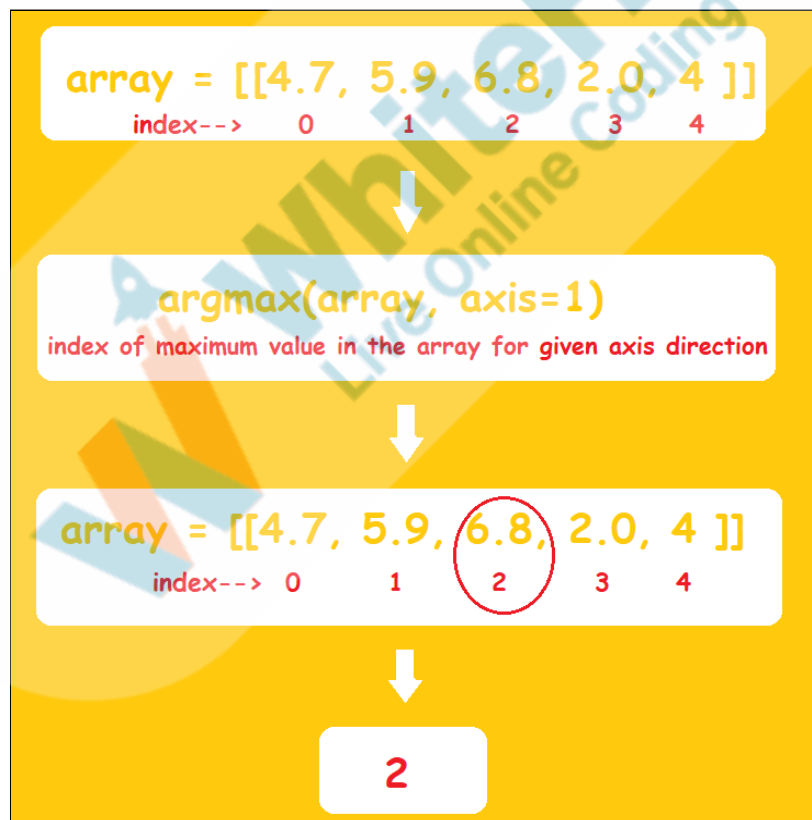 array = [[4.7, 5.9, 6.8, 2.0, 4 ]]
index--> 0 1 2 3 4
argmax(array, axis=1)
index of maximum value in the array for given axis direction
array = [[4.7, 5.9, 6.8, 2.0, 4 ]]
index--> 0 1 2 3 4
2
Live Online Coding